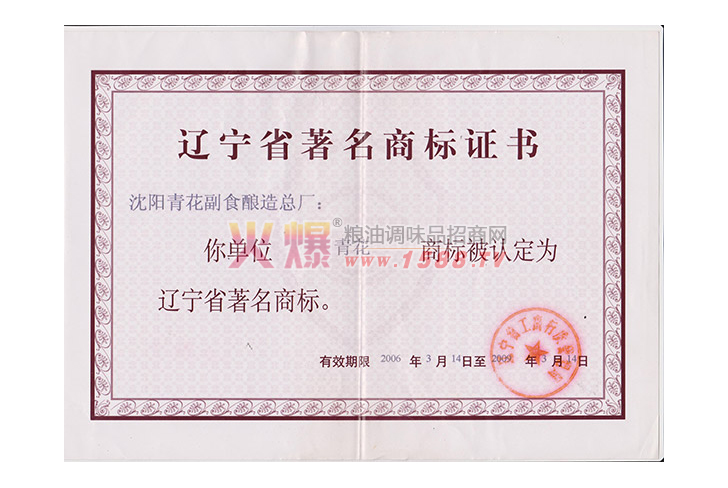 辽宁省著名商标证书
沈阳青花副食酿造总厂：
你单位 青花 商标被认定为
辽宁省著名商标。
有效期限 2006 年 3 月 14 日至 2009 年 3 月 14 日
火爆® 粮油调味品招商网
www.1588.TV